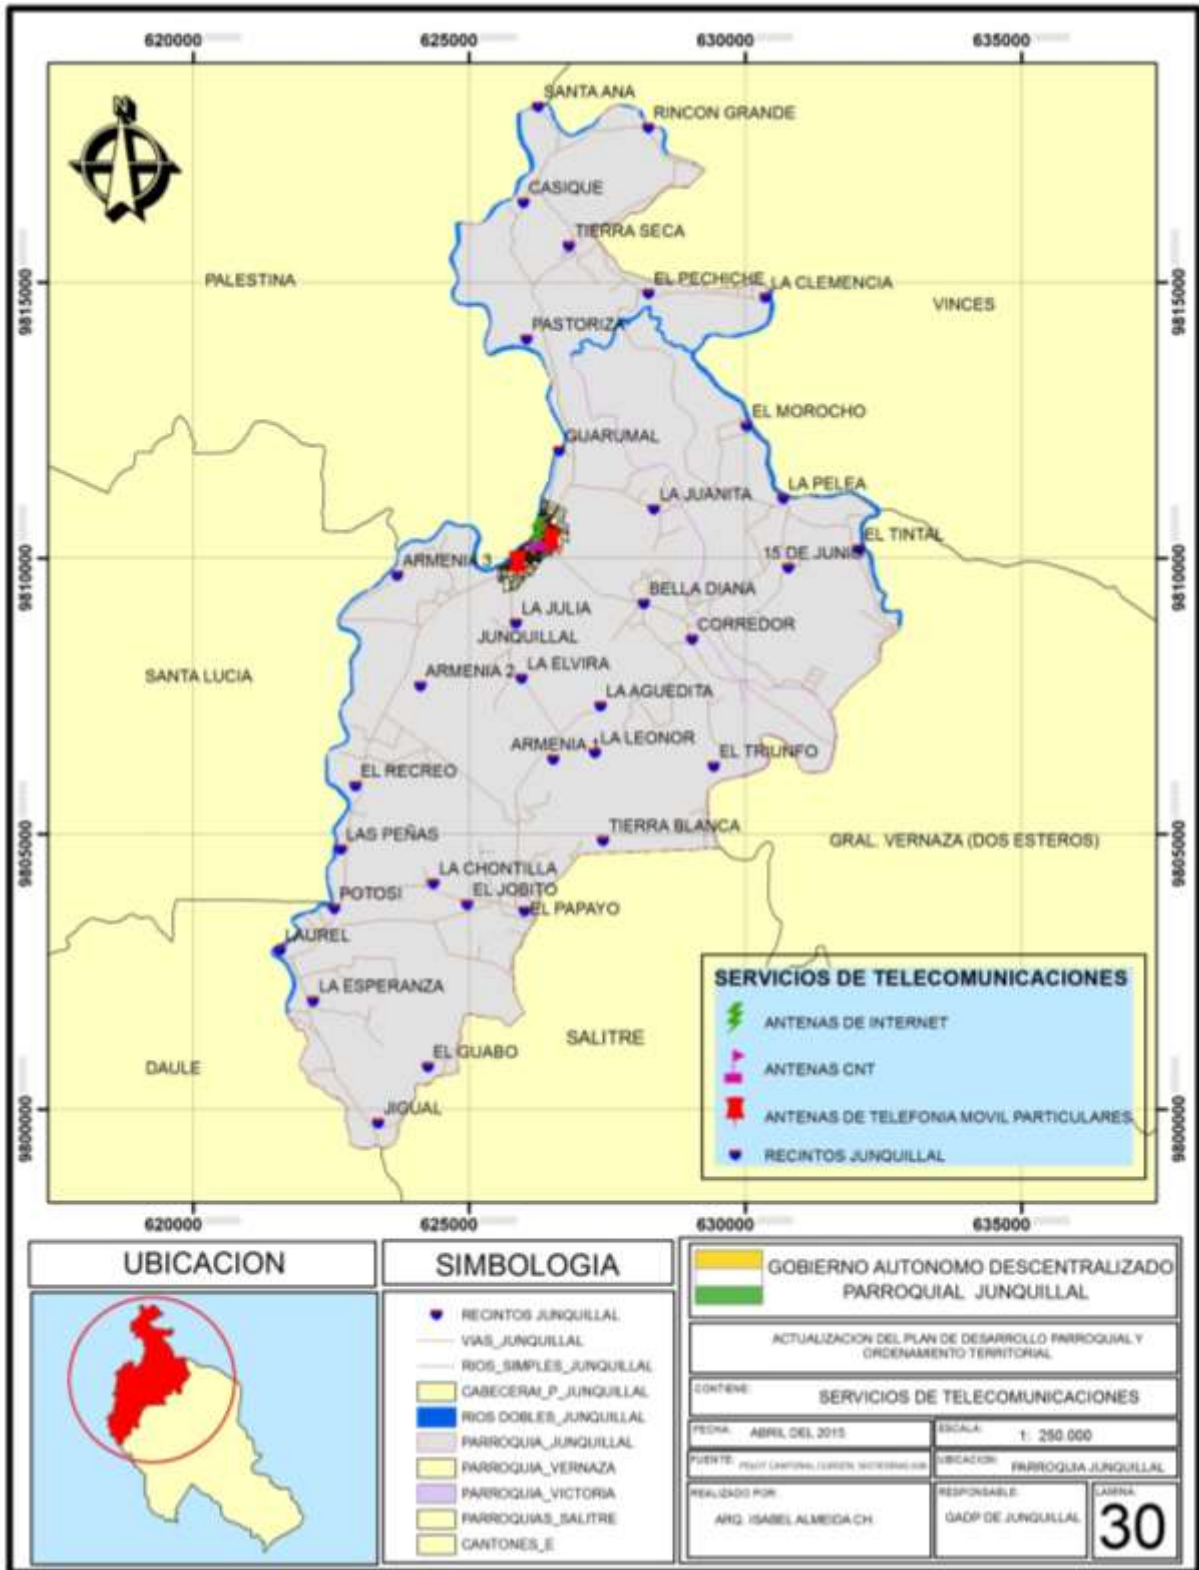 620000 625000 630000 635000
N
SANTA ANA
RINCON GRANDE
CASIQUE
TIERRA SECA
PALESTINA
EL PECHICHE
LA CLEMENCIA
9815000
9815000
VINCES
PASTORIZA
EL MOROCHO
GUARUMAL
LA PELEA
LA JUANITA
EL TINTAL
9810000
9810000
ARMENIA 3
15 DE JUNIO
BELLA DIANA
LA JULIA
CORREDOR
JUNQUILLAL
LA ELVIRA
ARMENIA 2
SANTA LUCIA
LA AGUEDITA
LA LEONOR
ARMENIA 1
EL TRIUNFO
EL RECREO
TIERRA BLANCA
LAS PEÑAS
GRAL. VERNAZA (DOS ESTEROS)
9805000
9805000
LA CHONTILLA
EL JOBITO
POTOSI
EL PAPAYO
LAUREL
LA ESPERANZA
SALITRE
EL GUABO
DAULE
JIGUAL
9800000
9800000
SERVICIOS DE TELECOMUNICACIONES
ANTENAS DE INTERNET
ANTENAS CNT
ANTENAS DE TELEFONIA MOVIL PARTICULARES
RECINTOS JUNQUILLAL
620000 625000 630000 635000
UBICACION
SIMBOLOGIA
RECINTOS JUNQUILLAL
VIAS_JUNQUILLAL
RIOS_SIMPLES_JUNQUILLAL
CABECERAI_P_JUNQUILLAL
RIOS DOBLES_JUNQUILLAL
PARROQUIA_JUNQUILLAL
PARROQUIA_VERNAZA
PARROQUIA_VICTORIA
PARROQUIAS_SALITRE
CANTONES_E
GOBIERNO AUTONOMO DESCENTRALIZADO
PARROQUIAL JUNQUILLAL
ACTUALIZACION DEL PLAN DE DESARROLLO PARROQUIAL Y
ORDENAMIENTO TERRITORIAL
CONTIENE: SERVICIOS DE TELECOMUNICACIONES
FECHA: ABRIL DEL 2015
ESCALA: 1: 250.000
FUENTE:
UBICACION: PARROQUIA JUNQUILLAL
REALIZADO POR:
ARQ. ISABEL ALMEIDA CH.
RESPONSABLE:
GADP DE JUNQUILLAL
LAMINA:
30